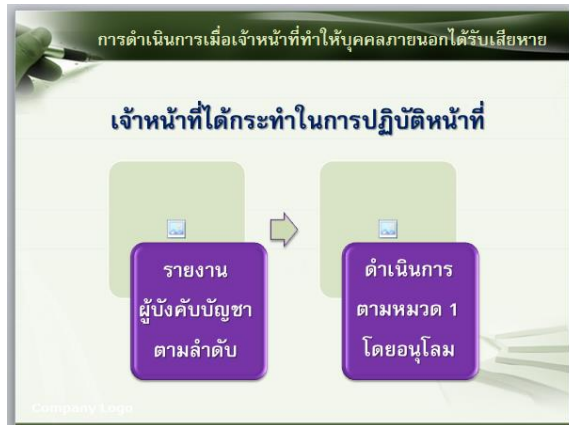 การดำเนินการเมื่อเจ้าหน้าที่ทำให้บุคคลภายนอกได้รับเสียหาย
เจ้าหน้าที่ได้กระทำในการปฏิบัติหน้าที่
รายงาน
ผู้บังคับบัญชา
ตามลำดับ
ดำเนินการ
ตามหมวด 1
โดยอนุโลม
Company Logo